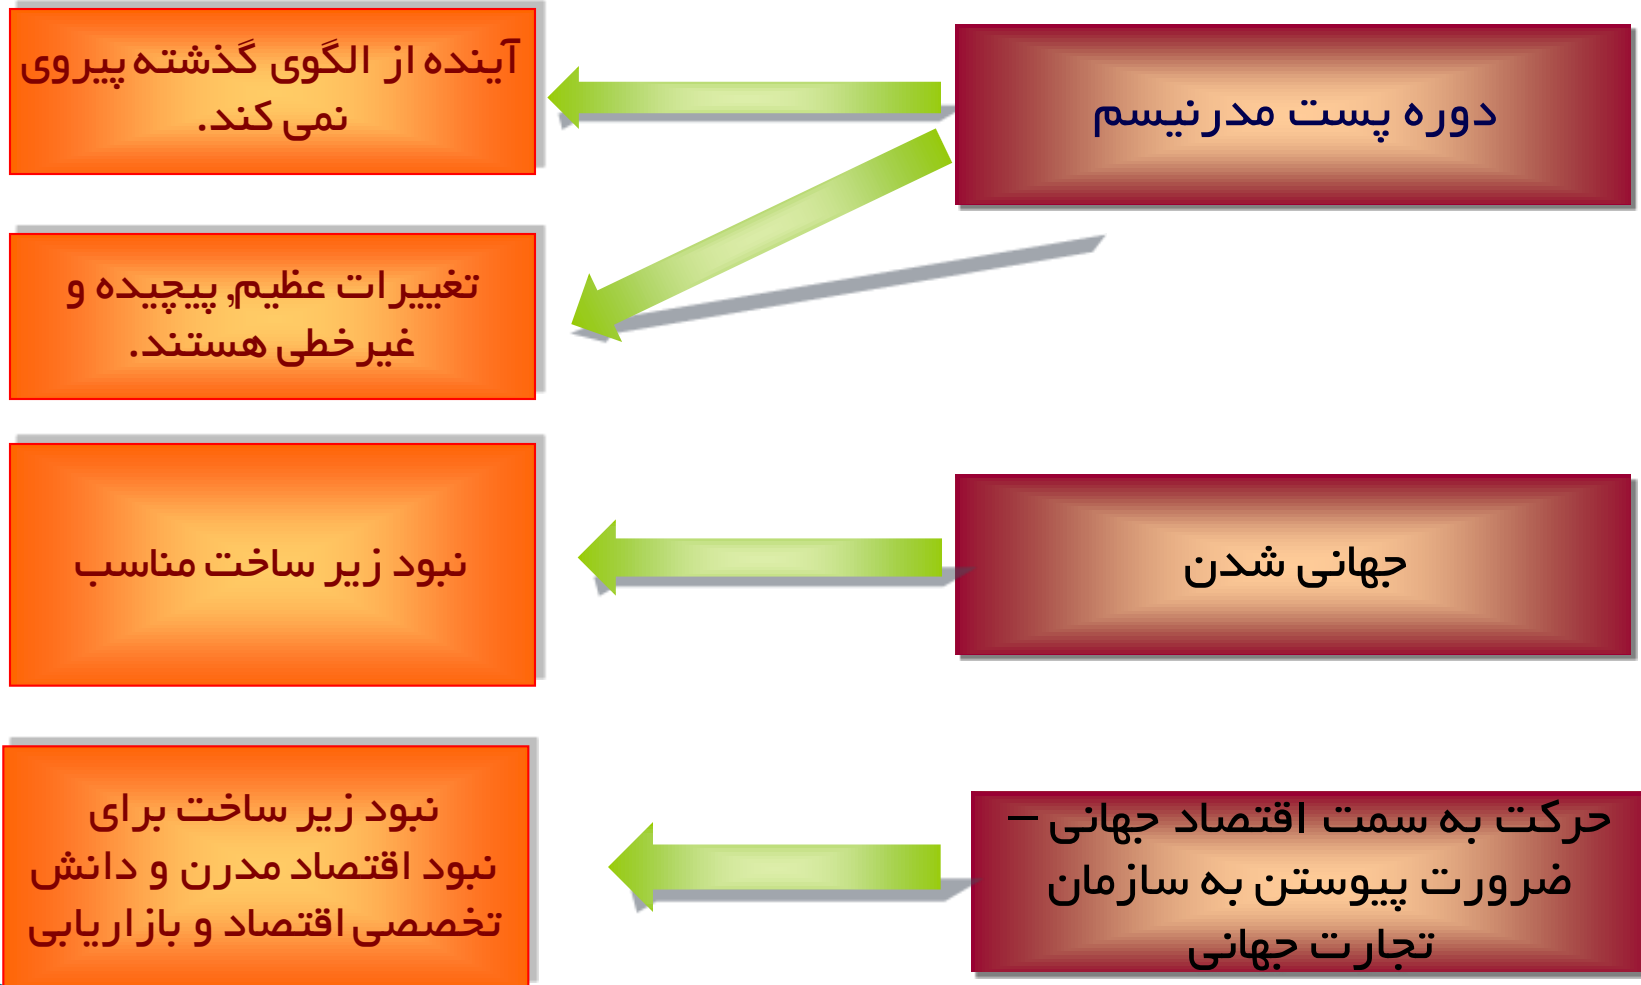 دوره پست مدرنیسم
آینده از الگوی گذشته پیروی
نمی کند.
تغییرات عظیم, پیچیده و
غیرخطی هستند.
جهانی شدن
نبود زیر ساخت مناسب
حرکت به سمت اقتصاد جهانی –
ضرورت پیوستن به سازمان
تجارت جهانی
نبود زیر ساخت برای
نبود اقتصاد مدرن و دانش
تخصصی اقتصاد و بازاریابی